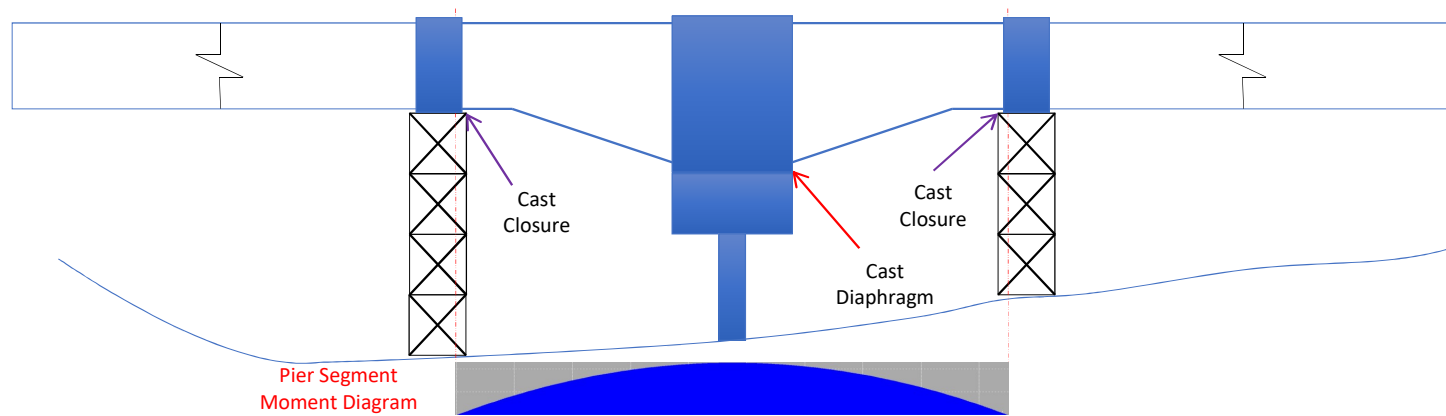 Cast
Closure
Cast
Closure
Cast
Diaphragm
Pier Segment
Moment Diagram